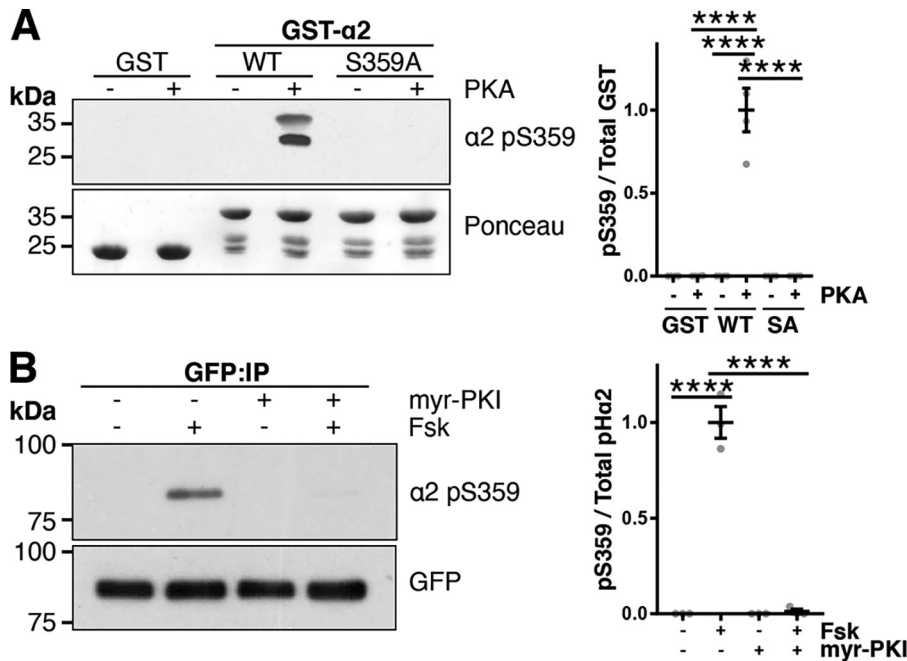 A
GST-α2
GST WT S359A
kDa - + - + - + PKA
35
25
α2 pS359
35
25
Ponceau
pS359 / Total GST
****
****
****
1.0
0.5
0.0
- + - + - + PKA
GST WT SA
B
GFP:IP
kDa
- - + + myr-PKI
- + - + Fsk
100
75
α2 pS359
100
75
GFP
pS359 / Total pHα2
****
****
1.0
0.5
0.0
- + - + Fsk
- - + + myr-PKI